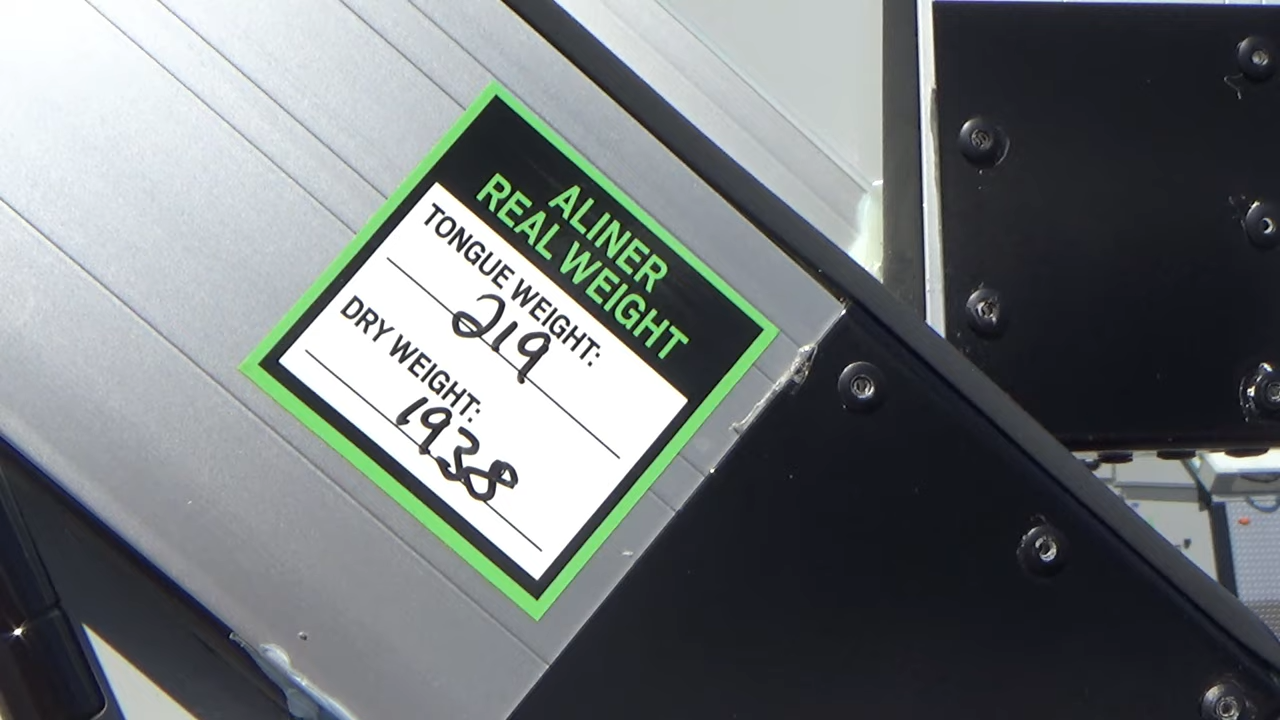 ALINER
REAL WEIGHT
TONGUE WEIGHT:
219
DRY WEIGHT:
1938